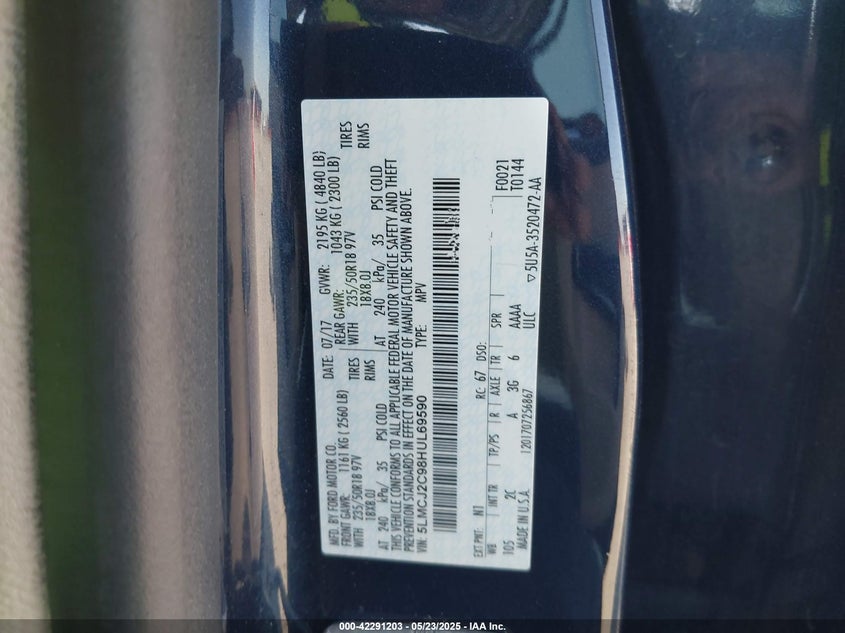 MFD. BY FORD MOTOR CO.
DATE: 07/17 GVWR: 2195 KG ( 4840 LB)
FRONT GAWR: 1161 KG ( 2560 LB) REAR GAWR: 1043 KG ( 2300 LB)
WITH 235/50R18 97V TIRES WITH 235/50R18 97V TIRES
18X8.0J RIMS 18X8.0J RIMS
AT 240 kPa/ 35 PSI COLD AT 240 kPa/ 35 PSI COLD
THIS VEHICLE CONFORMS TO ALL APPLICABLE FEDERAL MOTOR VEHICLE SAFETY AND THEFT
PREVENTION STANDARDS IN EFFECT ON THE DATE OF MANUFACTURE SHOWN ABOVE.
VIN: 5LMCJ2C98HUL69590 TYPE: MPV
EXT PNT: N1 RC: 67 DSO: F0021
WB INT TR TP/PS R AXLE TR SPR T0144
105 2C A 3G 6 AAAA
ULC
MADE IN U.S.A. 1201707256867 5U5A-3520472-AA
000-42291203 — 05/23/2025 — IAA Inc.